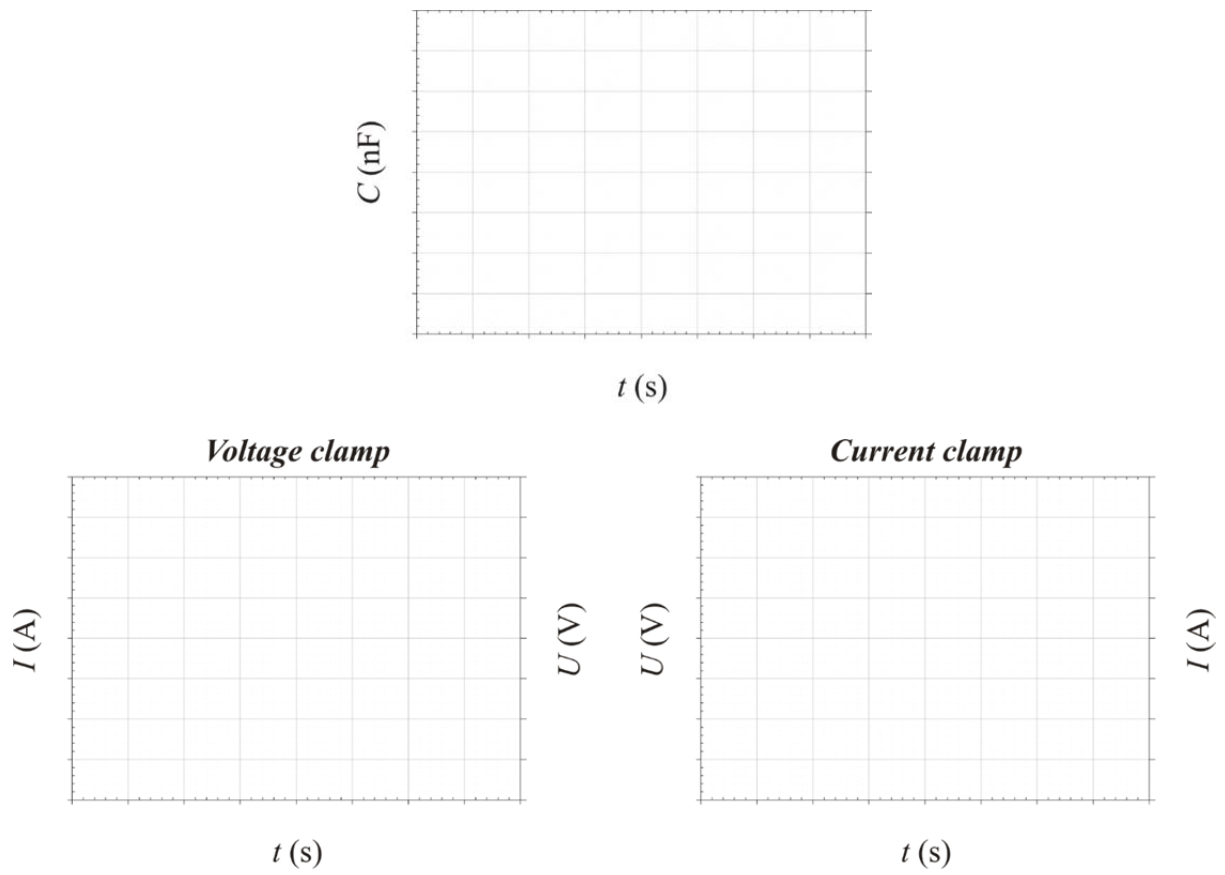 C (nF)
t (s)
Voltage clamp
Current clamp
I (A)
U (V)
U (V)
I (A)
t (s)
t (s)